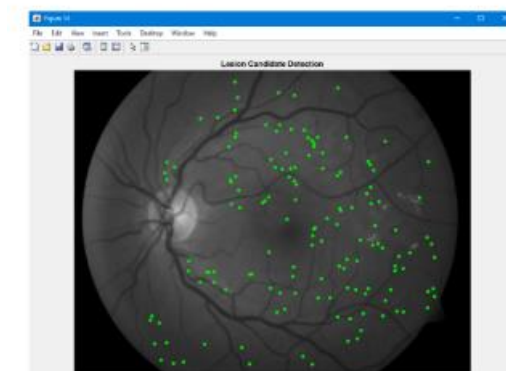 Figure 14
File Edit View Insert Tools Desktop Window Help
Lesion Candidate Detection